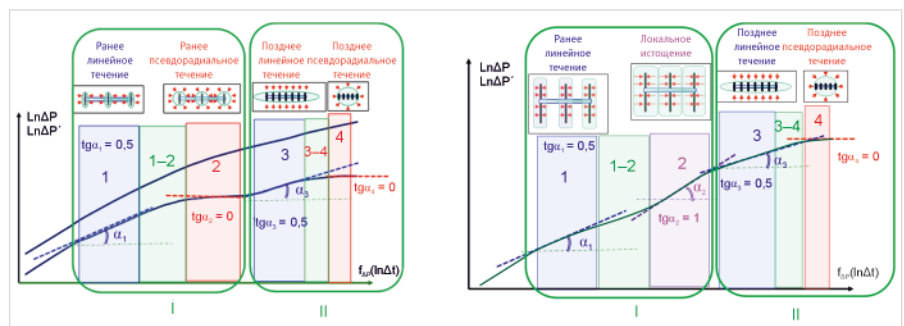 Ранее
линейное
течение
Ранее
псевдорадиальное
течение
Позднее
линейное
течение
Позднее
псевдорадиальное
течение
LnΔP
LnΔP´
tgα₁ = 0,5
1
1–2
2
tgα₂ = 0
3
3–4
4
α₁
α₃
tgα₃ = 0,5
tgα₄ = 0
f_ΔP(lnΔt)
I
II
Ранее
линейное
течение
Локальное
истощение
Позднее
линейное
течение
Позднее
псевдорадиальное
течение
LnΔP
LnΔP´
tgα₁ = 0,5
1
1–2
2
tgα₂ = 1
3
3–4
4
α₁
α₂
α₃
tgα₃ = 0,5
tgα₄ = 0
f_ΔP(lnΔt)
I
II